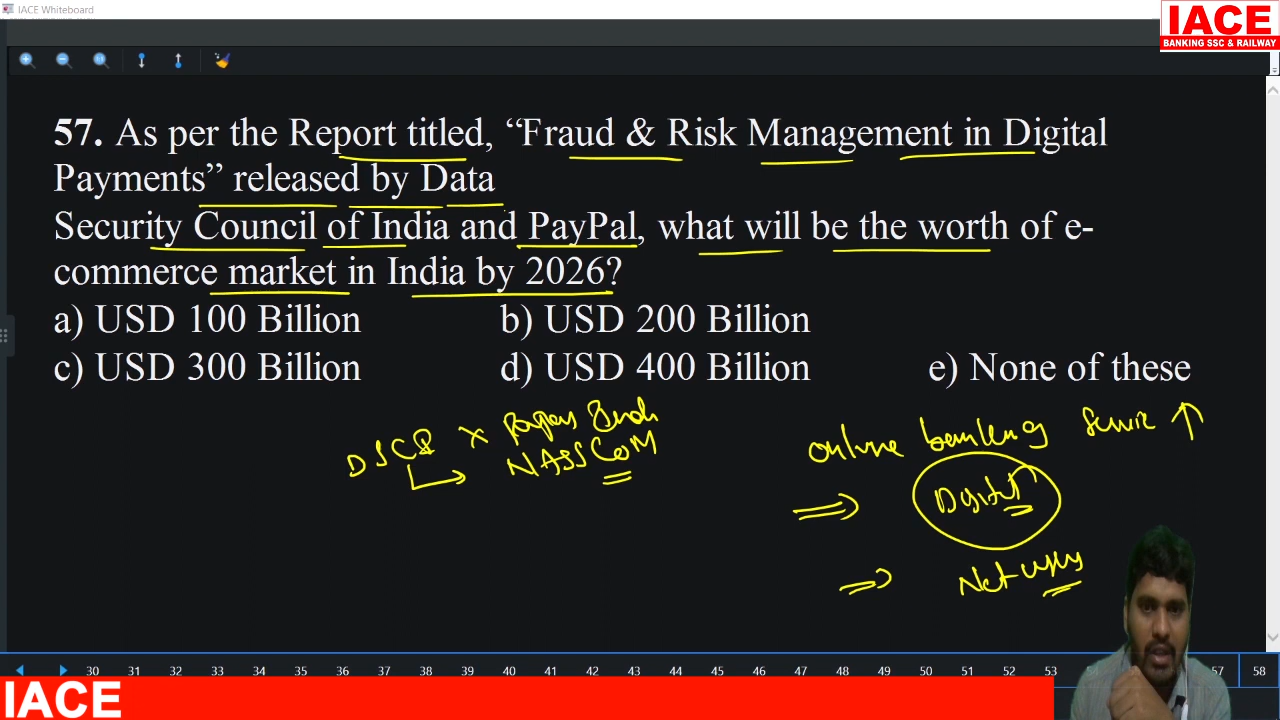 IACE Whiteboard
IACE
BANKING SSC & RAILWAY
57. As per the Report titled, “Fraud & Risk Management in Digital
Payments” released by Data
Security Council of India and PayPal, what will be the worth of e-
commerce market in India by 2026?
a) USD 100 Billion b) USD 200 Billion
c) USD 300 Billion d) USD 400 Billion e) None of these
DSCI X
NASSCOM
online banking service ↑
⇒ Digital
⇒ Net
30 31 32 33 34 35 36 37 38 39 40 41 42 43 44 45 46 47 48 49 50 51 52 53 57 58
IACE